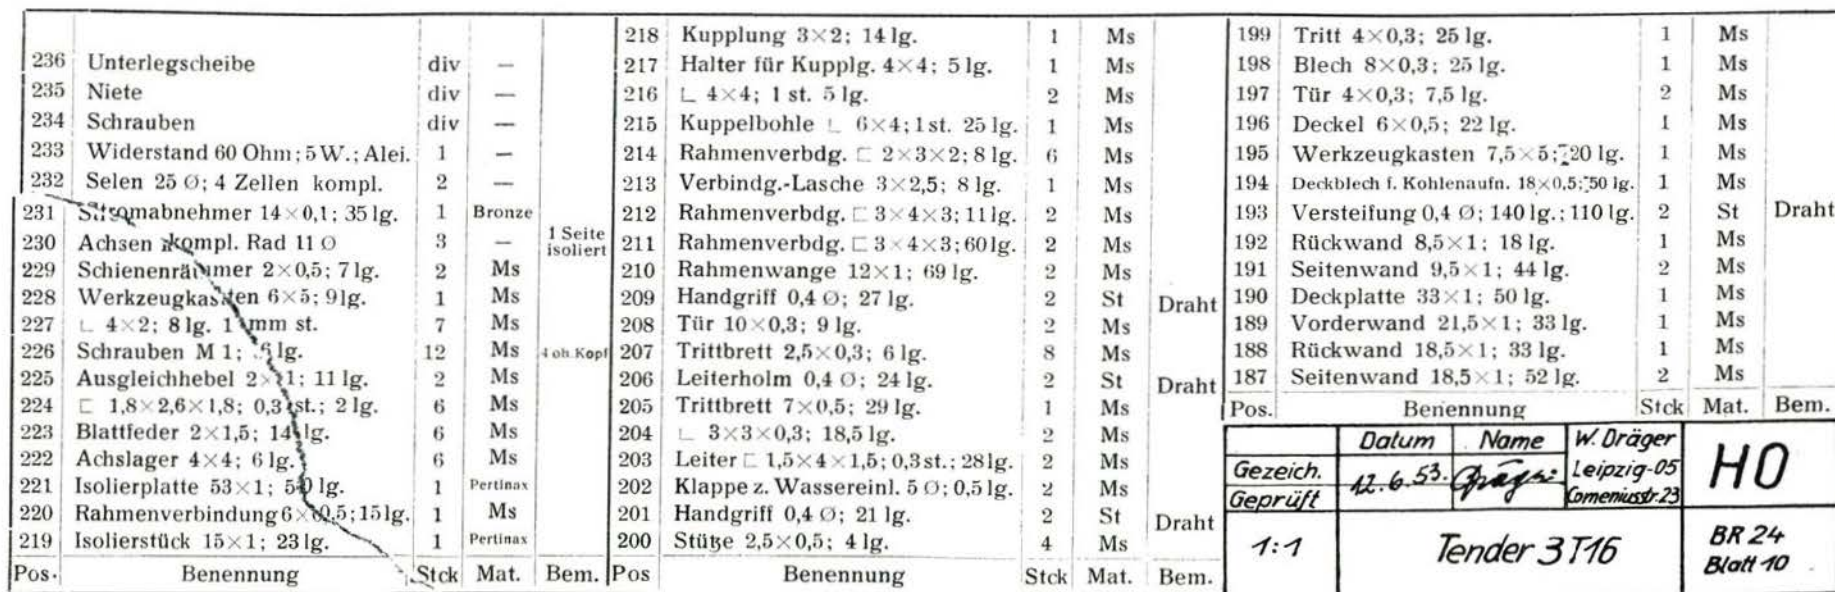 236 Unterlegscheibe div —
235 Niete div —
234 Schrauben div —
233 Widerstand 60 Ohm; 5 W.; Alei. 1 —
232 Selen 25 ∅; 4 Zellen kompl. 2 —
231 Stromabnehmer 14×0,1; 35 lg. 1 Bronze
230 Achsen kompl. Rad 11 ∅ 3 — 1 Seite isoliert
229 Schienenräumer 2×0,5; 7 lg. 2 Ms
228 Werkzeugkasten 6×5; 9 lg. 1 Ms
227 ∟ 4×2; 8 lg. 1 mm st. 7 Ms
226 Schrauben M 1; 6 lg. 12 Ms 4 oh. Kopf
225 Ausgleichhebel 2×1; 11 lg. 2 Ms
224 ⊏ 1,8×2,6×1,8; 0,3 st.; 2 lg. 6 Ms
223 Blattfeder 2×1,5; 14 lg. 6 Ms
222 Achslager 4×4; 6 lg. 6 Ms
221 Isolierplatte 53×1; 50 lg. 1 Pertinax
220 Rahmenverbindung 6×0,5; 15 lg. 1 Ms
219 Isolierstück 15×1; 23 lg. 1 Pertinax
Pos. Benennung Stck Mat. Bem.
218 Kupplung 3×2; 14 lg. 1 Ms
217 Halter für Kupplg. 4×4; 5 lg. 1 Ms
216 ∟ 4×4; 1 st. 5 lg. 2 Ms
215 Kuppelbohle ∟ 6×4; 1 st. 25 lg. 1 Ms
214 Rahmenverbdg. ⊏ 2×3×2; 8 lg. 6 Ms
213 Verbindg.-Lasche 3×2,5; 8 lg. 1 Ms
212 Rahmenverbdg. ⊏ 3×4×3; 11 lg. 2 Ms
211 Rahmenverbdg. ⊏ 3×4×3; 60 lg. 2 Ms
210 Rahmenwange 12×1; 69 lg. 2 Ms
209 Handgriff 0,4 ∅; 27 lg. 2 St Draht
208 Tür 10×0,3; 9 lg. 2 Ms
207 Trittbrett 2,5×0,3; 6 lg. 8 Ms
206 Leiterholm 0,4 ∅; 24 lg. 2 St Draht
205 Trittbrett 7×0,5; 29 lg. 1 Ms
204 ∟ 3×3×0,3; 18,5 lg. 2 Ms
203 Leiter ⊏ 1,5×4×1,5; 0,3 st.; 28 lg. 2 Ms
202 Klappe z. Wassereinl. 5 ∅; 0,5 lg. 2 Ms
201 Handgriff 0,4 ∅; 21 lg. 2 St Draht
200 Stütze 2,5×0,5; 4 lg. 4 Ms
Pos Benennung Stck Mat. Bem.
199 Tritt 4×0,3; 25 lg. 1 Ms
198 Blech 8×0,3; 25 lg. 1 Ms
197 Tür 4×0,3; 7,5 lg. 2 Ms
196 Deckel 6×0,5; 22 lg. 1 Ms
195 Werkzeugkasten 7,5×5; 20 lg. 1 Ms
194 Deckblech f. Kohlenaufn. 18×0,5; 50 lg. 1 Ms
193 Versteifung 0,4 ∅; 140 lg.; 110 lg. 2 St Draht
192 Rückwand 8,5×1; 18 lg. 1 Ms
191 Seitenwand 9,5×1; 44 lg. 2 Ms
190 Deckplatte 33×1; 50 lg. 1 Ms
189 Vorderwand 21,5×1; 33 lg. 1 Ms
188 Rückwand 18,5×1; 33 lg. 1 Ms
187 Seitenwand 18,5×1; 52 lg. 2 Ms
Pos. Benennung Stck Mat. Bem.
Datum Name W. Dräger
Gezeich. 12.6.53. Leipzig-O5
Geprüft Comeniusstr. 23
HO
1:1 Tender 3 T16
BR 24
Blatt 10